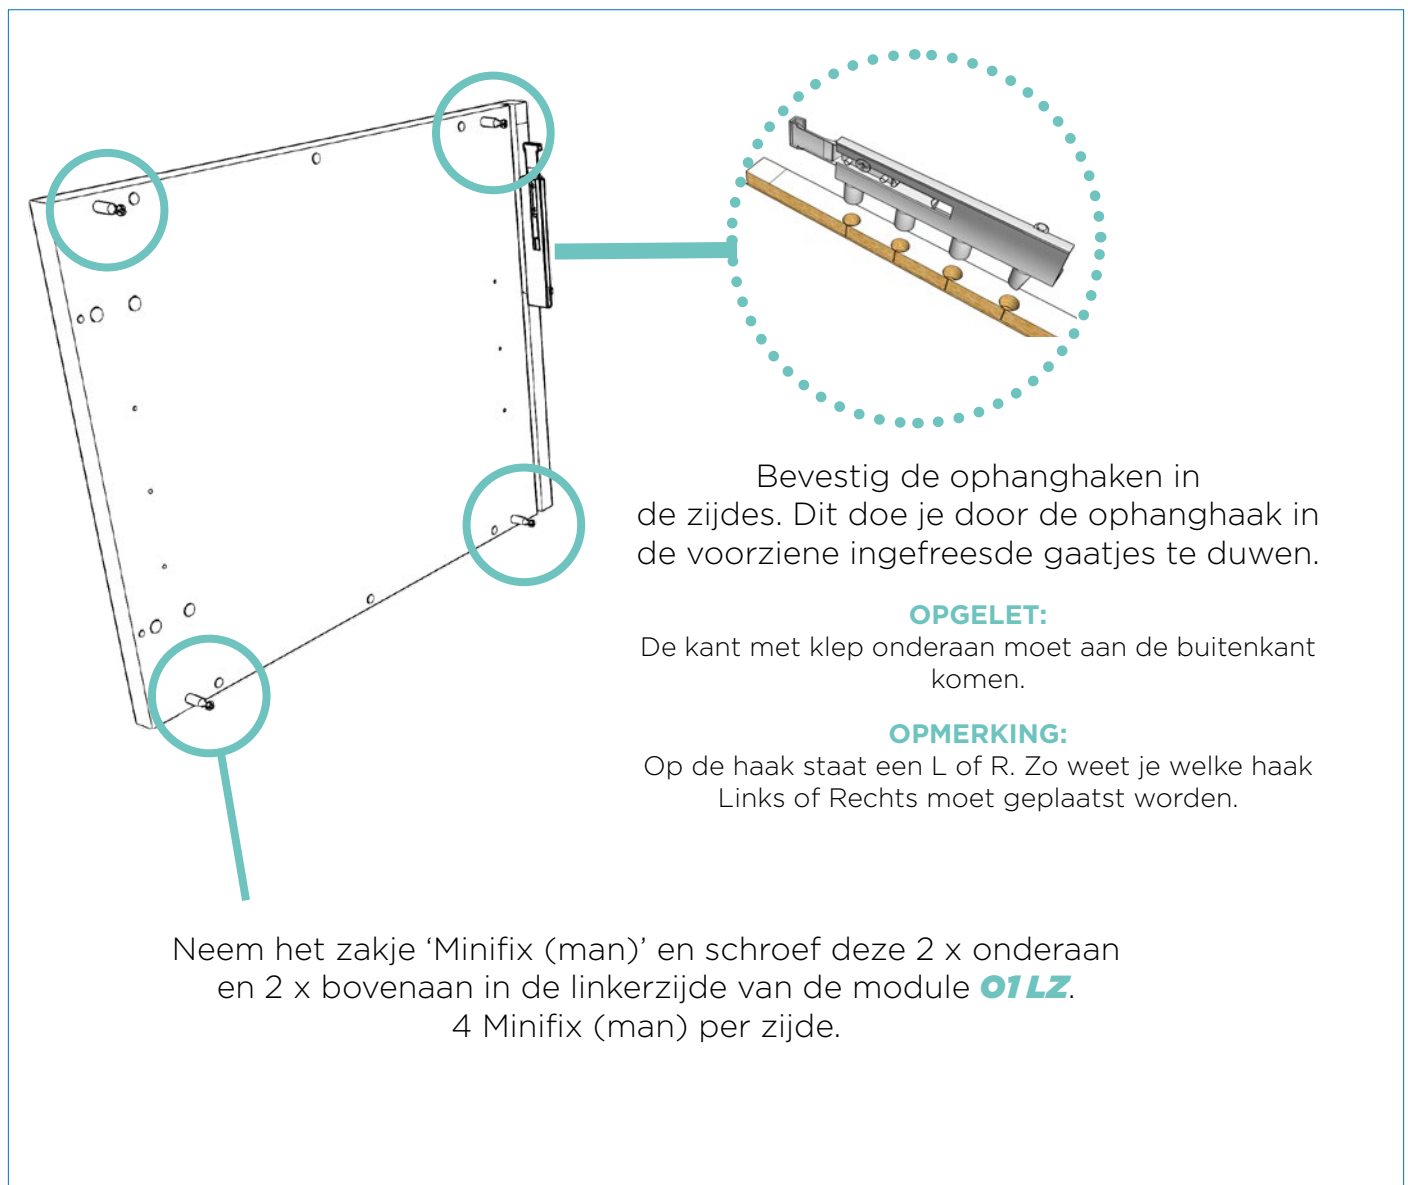 Bevestig de ophanghaken in
de zijdes. Dit doe je door de ophanghaak in
de voorziene ingefreesde gaatjes te duwen.
OPGELET:
De kant met klep onderaan moet aan de buitenkant
komen.
OPMERKING:
Op de haak staat een L of R. Zo weet je welke haak
Links of Rechts moet geplaatst worden.
Neem het zakje ‘Minifix (man)’ en schroef deze 2 x onderaan
en 2 x bovenaan in de linkerzijde van de module 01 LZ.
4 Minifix (man) per zijde.